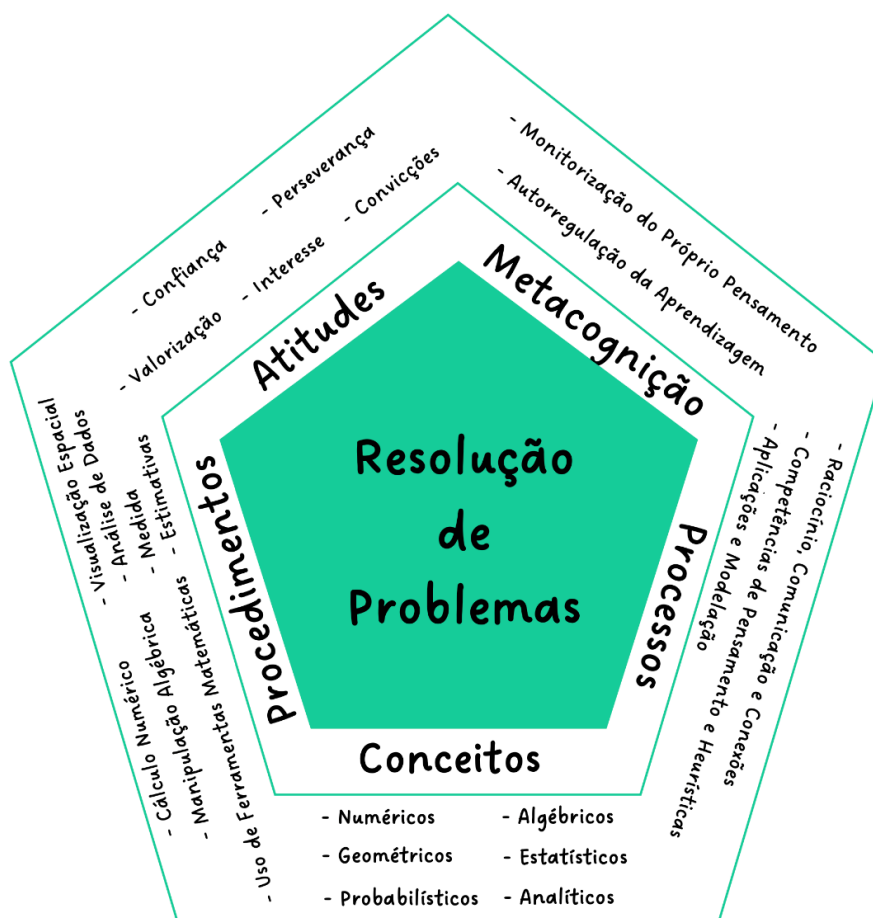 Resolução
de
Problemas
Atitudes
- Perseverança
- Convicções
- Confiança
- Interesse
- Valorização
Metacognição
- Monitorização do Próprio Pensamento
- Autorregulação da Aprendizagem
Processos
- Raciocínio, Comunicação e Conexões
- Competências de Pensamento e Heurísticas
- Aplicações e Modelação
Conceitos
- Numéricos
- Algébricos
- Geométricos
- Estatísticos
- Probabilísticos
- Analíticos
Procedimentos
- Visualização Espacial
- Análise de Dados
- Medida
- Estimativas
- Cálculo Numérico
- Manipulação Algébrica
- Uso de Ferramentas Matemáticas